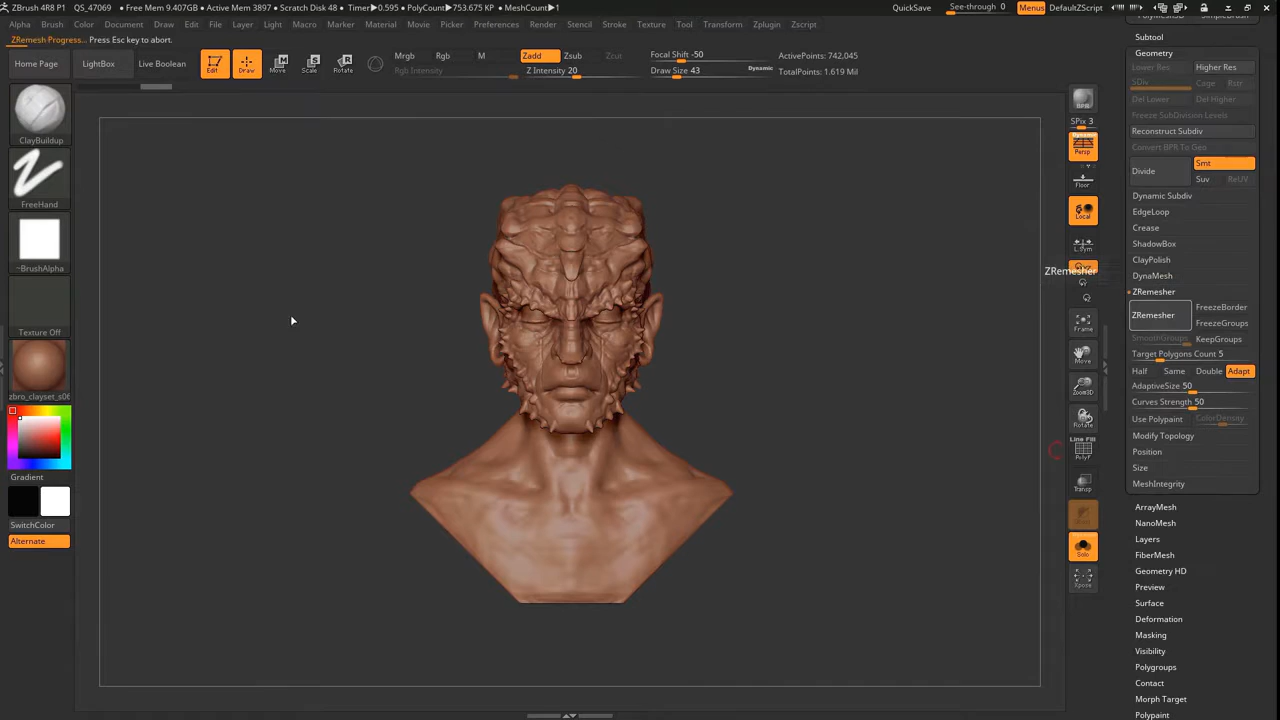 ZBrush 4R8 P1 QS_47069 • Free Mem 9.407GB • Active Mem 3897 • Scratch Disk 48 • Timer▶0.595 • PolyCount▶753.675 KP • MeshCount▶1 QuickSave See-through 0 Menus DefaultZScript
Alpha Brush Color Document Draw Edit File Layer Light Macro Marker Material Movie Picker Preferences Render Stencil Stroke Texture Tool Transform Zplugin Zscript
ZRemesh Progress... Press Esc key to abort.
Home Page LightBox Live Boolean Edit Draw Move Scale Rotate
Mrgb Rgb M Zadd Zsub Zcut Focal Shift -50 ActivePoints: 742,045
Rgb Intensity Z Intensity 20 Draw Size 43 Dynamic TotalPoints: 1.619 Mil
ClayBuildup
FreeHand
~BrushAlpha
Texture Off
zbro_clayset_s06
Gradient
SwitchColor
Alternate
BPR
SPix 3
Dynamic
Persp
Floor
Local
L.Sym
ZRemesher
Frame
Move
Zoom3D
Rotate
Line Fill
PolyF
Transp
Solo
Xpose
PolyMesh3D SimpleBrush
Subtool
Geometry
Lower Res Higher Res
SDiv Cage Rstr
Del Lower Del Higher
Freeze SubDivision Levels
Reconstruct Subdiv
Convert BPR To Geo
Divide Smt
Suv ReUV
Dynamic Subdiv
EdgeLoop
Crease
ShadowBox
ClayPolish
DynaMesh
ZRemesher
ZRemesher FreezeBorder
FreezeGroups
SmoothGroups KeepGroups
Target Polygons Count 5
Half Same Double Adapt
AdaptiveSize 50
Curves Strength 50
Use Polypaint ColorDensity
Modify Topology
Position
Size
MeshIntegrity
ArrayMesh
NanoMesh
Layers
FiberMesh
Geometry HD
Preview
Surface
Deformation
Masking
Visibility
Polygroups
Contact
Morph Target
Polypaint